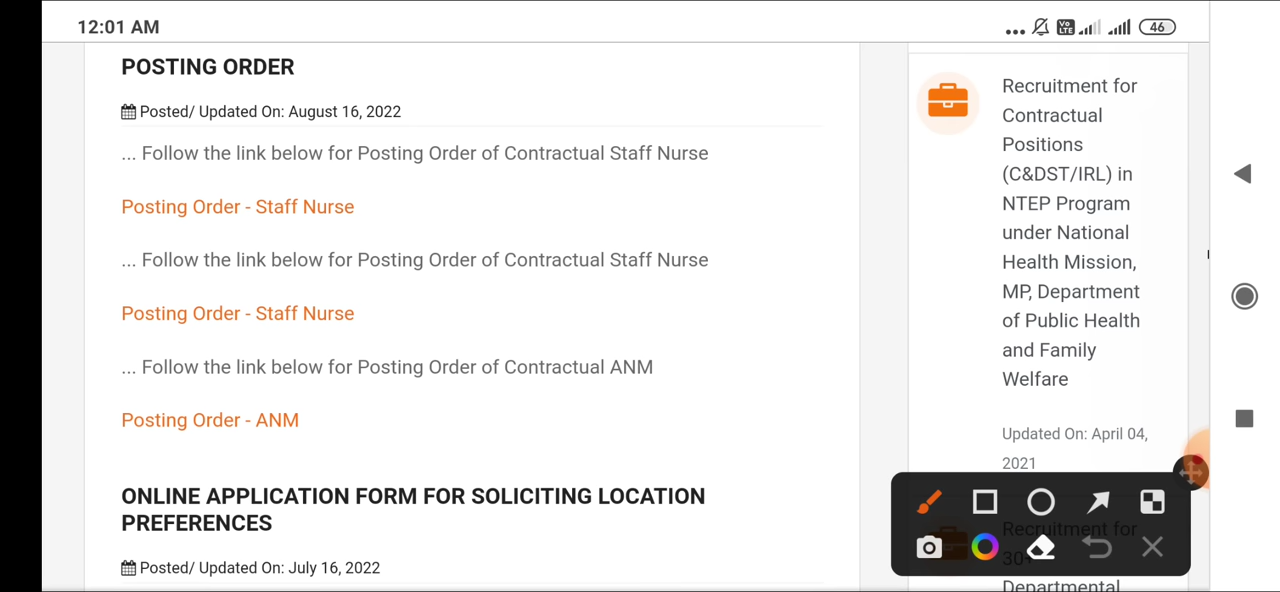 12:01 AM
Vo
LTE
46
POSTING ORDER
Posted/ Updated On: August 16, 2022
... Follow the link below for Posting Order of Contractual Staff Nurse
Posting Order - Staff Nurse
... Follow the link below for Posting Order of Contractual Staff Nurse
Posting Order - Staff Nurse
... Follow the link below for Posting Order of Contractual ANM
Posting Order - ANM
ONLINE APPLICATION FORM FOR SOLICITING LOCATION
PREFERENCES
Posted/ Updated On: July 16, 2022
Recruitment for
Contractual
Positions
(C&DST/IRL) in
NTEP Program
under National
Health Mission,
MP, Department
of Public Health
and Family
Welfare
Updated On: April 04,
2021
Recruitment for
30+
Departmental